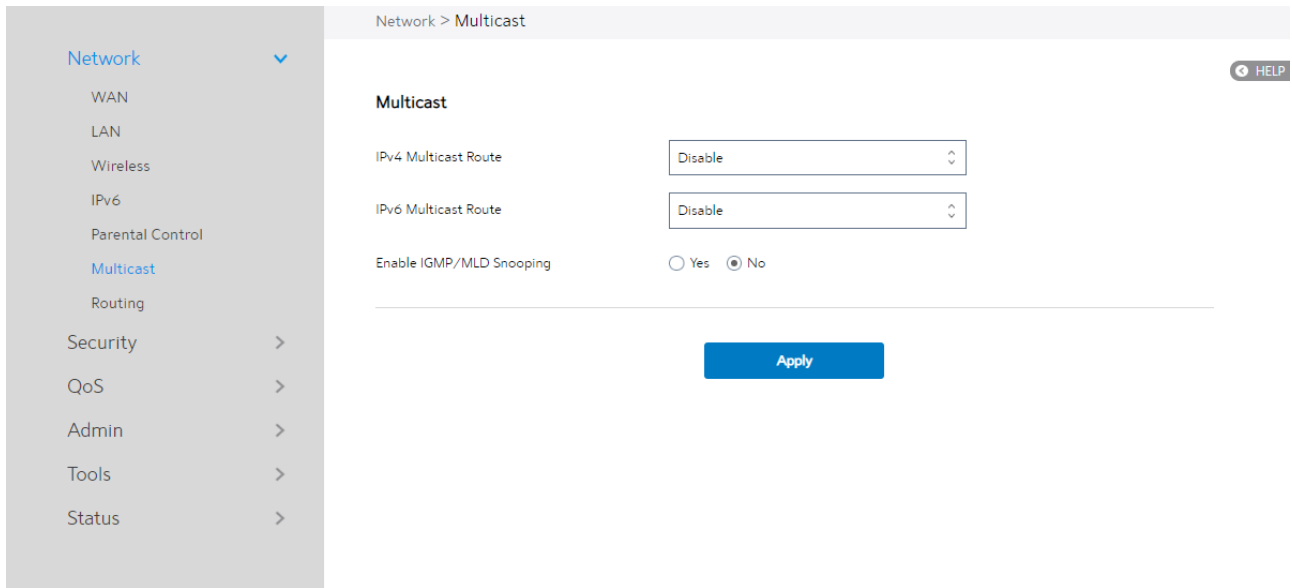 Network > Multicast
Network
WAN
LAN
Wireless
IPv6
Parental Control
Multicast
Routing
Security
QoS
Admin
Tools
Status
HELP
Multicast
IPv4 Multicast Route Disable
IPv6 Multicast Route Disable
Enable IGMP/MLD Snooping Yes No
Apply